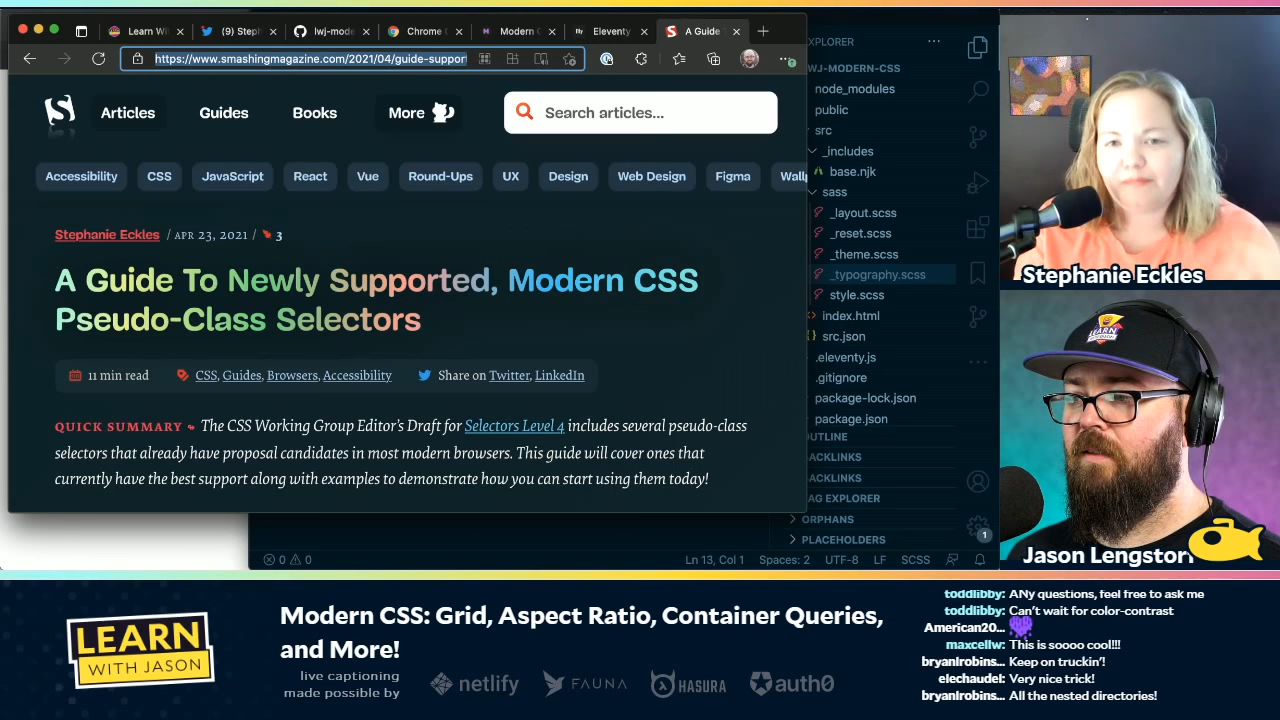 Learn Wi
(9) Steph
lwj-mode
Chrome
Modern C
Eleventy
A Guide
https://www.smashingmagazine.com/2021/04/guide-suppor
Articles
Guides
Books
More
Search articles...
Accessibility
CSS
JavaScript
React
Vue
Round-Ups
UX
Design
Web Design
Figma
Wallp
Stephanie Eckles / APR 23, 2021 / 3
A Guide To Newly Supported, Modern CSS
Pseudo-Class Selectors
11 min read
CSS, Guides, Browsers, Accessibility
Share on Twitter, LinkedIn
QUICK SUMMARY The CSS Working Group Editor's Draft for Selectors Level 4 includes several pseudo-class
selectors that already have proposal candidates in most modern browsers. This guide will cover ones that
currently have the best support along with examples to demonstrate how you can start using them today!
XPLORER
WJ-MODERN-CSS
node_modules
public
src
_includes
base.njk
sass
_layout.scss
_reset.scss
_theme.scss
_typography.scss
style.scss
index.html
src.json
.eleventy.js
.gitignore
package-lock.json
package.json
UTLINE
ACKLINKS
ACKLINKS
AG EXPLORER
ORPHANS
PLACEHOLDERS
1
0 0
Ln 13, Col 1
Spaces: 2
UTF-8
LF
SCSS
Stephanie Eckles
LEARN
Jason Lengstorf
LEARN
WITH JASON
Modern CSS: Grid, Aspect Ratio, Container Queries,
and More!
live captioning
made possible by
netlify
FAUNA
HASURA
auth0
toddlibby: ANy questions, feel free to ask me
toddlibby: Can't wait for color-contrast
American20...
maxcellw: This is soooo cool!!!
bryanlrobins... Keep on truckin'!
elechaudel: Very nice trick!
bryanlrobins... All the nested directories!